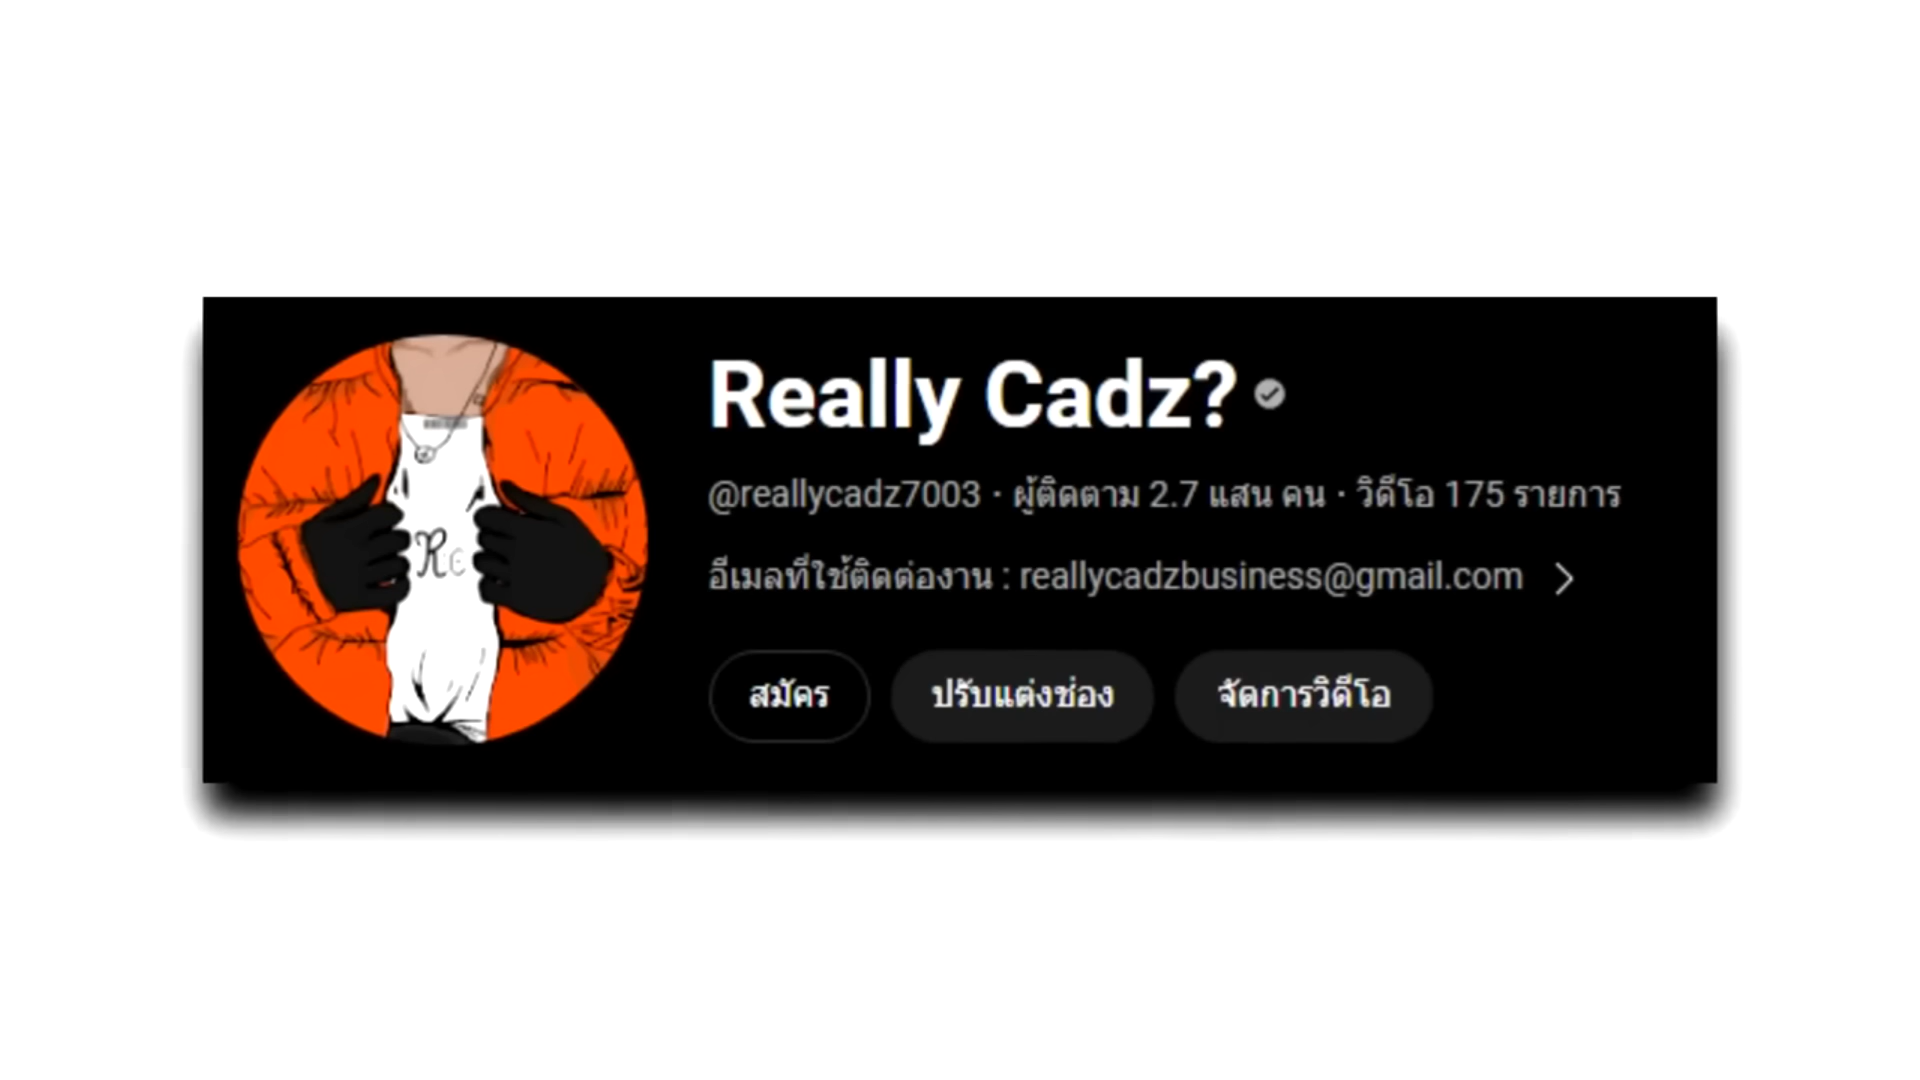 Really Cadz?
@reallycadz7003 · ผู้ติดตาม 2.7 แสน คน · วิดีโอ 175 รายการ
อีเมลที่ใช้ติดต่องาน : reallycadzbusiness@gmail.com
สมัคร ปรับแต่งช่อง จัดการวิดีโอ
Re